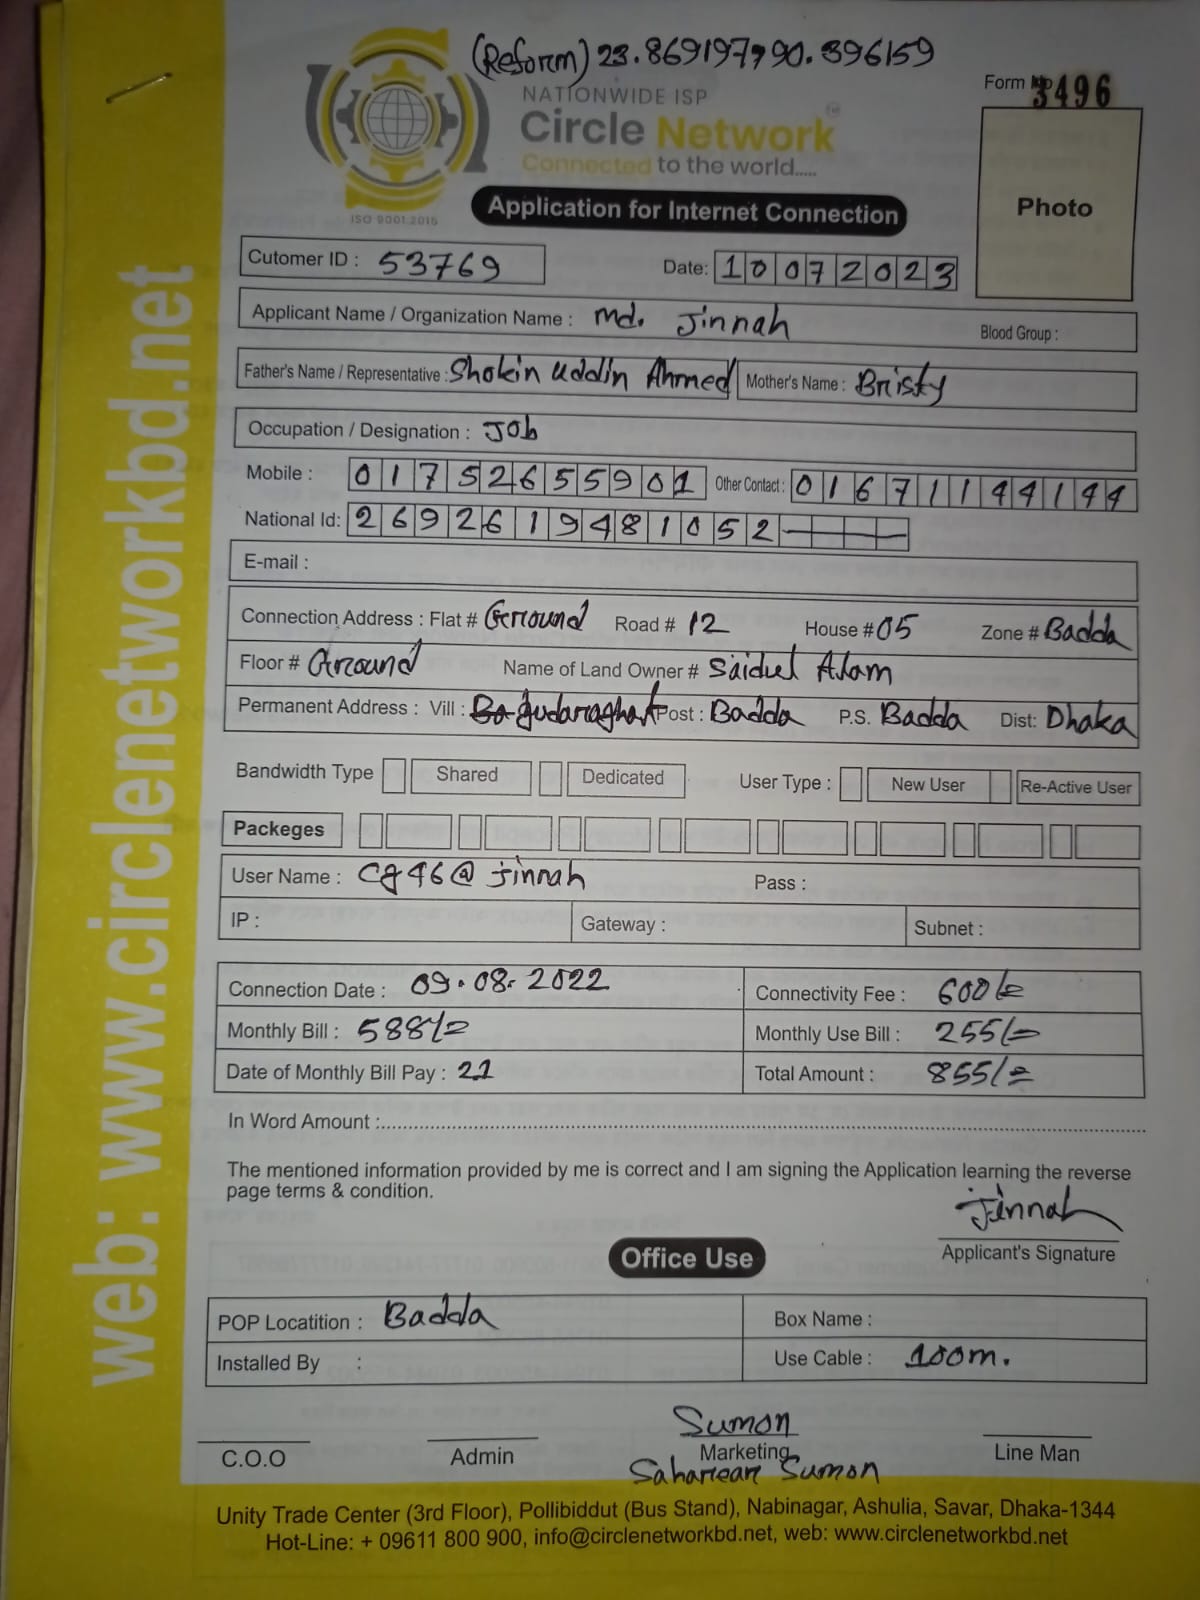 (Reform) 23.869197,90.396159
NATIONWIDE ISP
Circle Network
Connected to the world.....
ISO 9001:2015
Form No 3496
Photo
Application for Internet Connection
Cutomer ID : 53769
Date: 10072023
Applicant Name / Organization Name : Md. Jinnah Blood Group :
Father's Name / Representative : Shokin Uddin Ahmed Mother's Name : Bristy
Occupation / Designation : Job
Mobile : 01752655901 Other Contact : 01671144144
National Id: 2692619481052
E-mail :
Connection Address : Flat # Ground Road # 12 House # 05 Zone # Badda
Floor # Ground Name of Land Owner # Saidul Alam
Permanent Address : Vill : Post : Badda P.S. Badda Dist: Dhaka
Bandwidth Type Shared Dedicated User Type : New User Re-Active User
Packeges
User Name : Cg46@jinnah Pass :
IP : Gateway : Subnet :
Connection Date : 09.08.2022 Connectivity Fee : 600/=
Monthly Bill : 588/= Monthly Use Bill : 255/=
Date of Monthly Bill Pay : 21 Total Amount : 855/=
In Word Amount :
The mentioned information provided by me is correct and I am signing the Application learning the reverse
page terms & condition.
Jinnah
Applicant's Signature
Office Use
POP Locatition : Badda Box Name :
Installed By : Use Cable : 100m.
Sumon
C.O.O Admin Marketing Line Man
Saharear Sumon
Unity Trade Center (3rd Floor), Pollibiddut (Bus Stand), Nabinagar, Ashulia, Savar, Dhaka-1344
Hot-Line: + 09611 800 900, info@circlenetworkbd.net, web: www.circlenetworkbd.net
web: www.circlenetworkbd.net